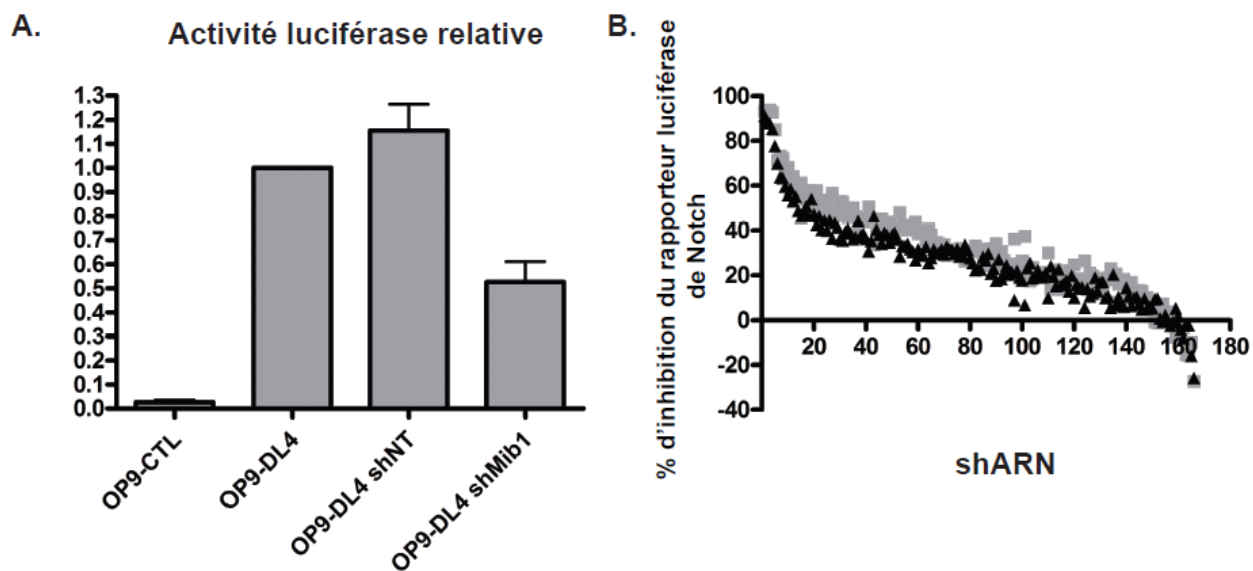 A.
Activité luciférase relative
1.3
1.2
1.1
1.0
0.9
0.8
0.7
0.6
0.5
0.4
0.3
0.2
0.1
0.0
OP9-CTL
OP9-DL4
OP9-DL4 shNT
OP9-DL4 shMib1
B.
% d'inhibition du rapporteur luciférase
de Notch
100
80
60
40
20
0
-20
-40
20 40 60 80 100 120 140 160 180
shARN